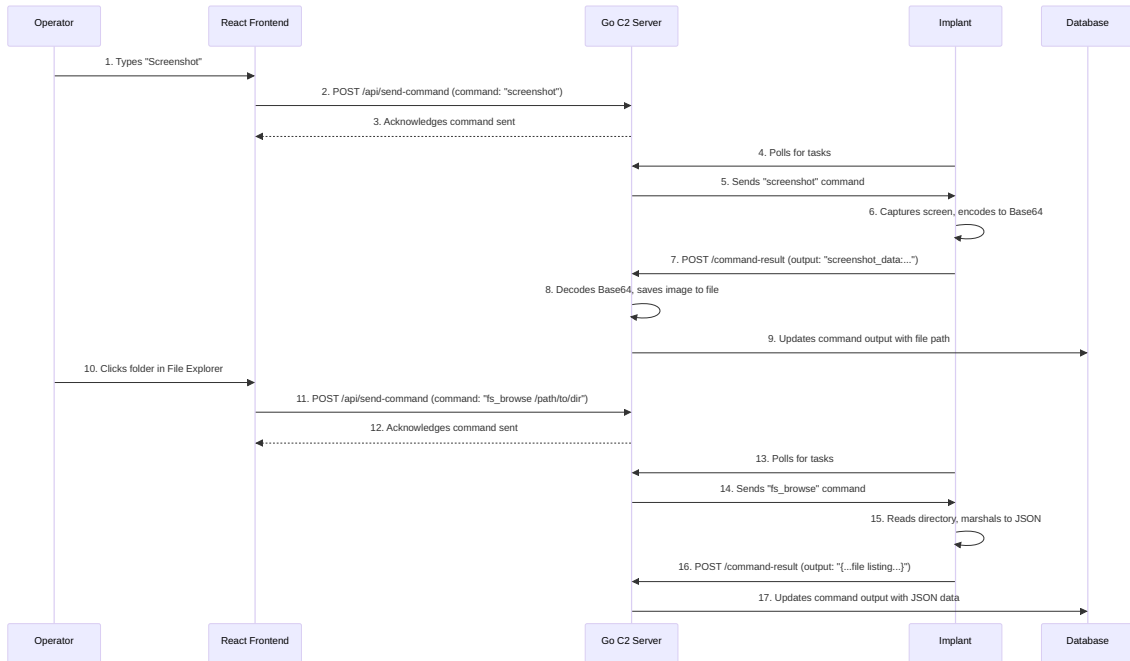 Operator
React Frontend
Go C2 Server
Implant
Database
1. Types "Screenshot"
2. POST /api/send-command (command: "screenshot")
3. Acknowledges command sent
4. Polls for tasks
5. Sends "screenshot" command
6. Captures screen, encodes to Base64
7. POST /command-result (output: "screenshot_data:...")
8. Decodes Base64, saves image to file
9. Updates command output with file path
10. Clicks folder in File Explorer
11. POST /api/send-command (command: "fs_browse /path/to/dir")
12. Acknowledges command sent
13. Polls for tasks
14. Sends "fs_browse" command
15. Reads directory, marshals to JSON
16. POST /command-result (output: "{...file listing...}")
17. Updates command output with JSON data
Operator
React Frontend
Go C2 Server
Implant
Database